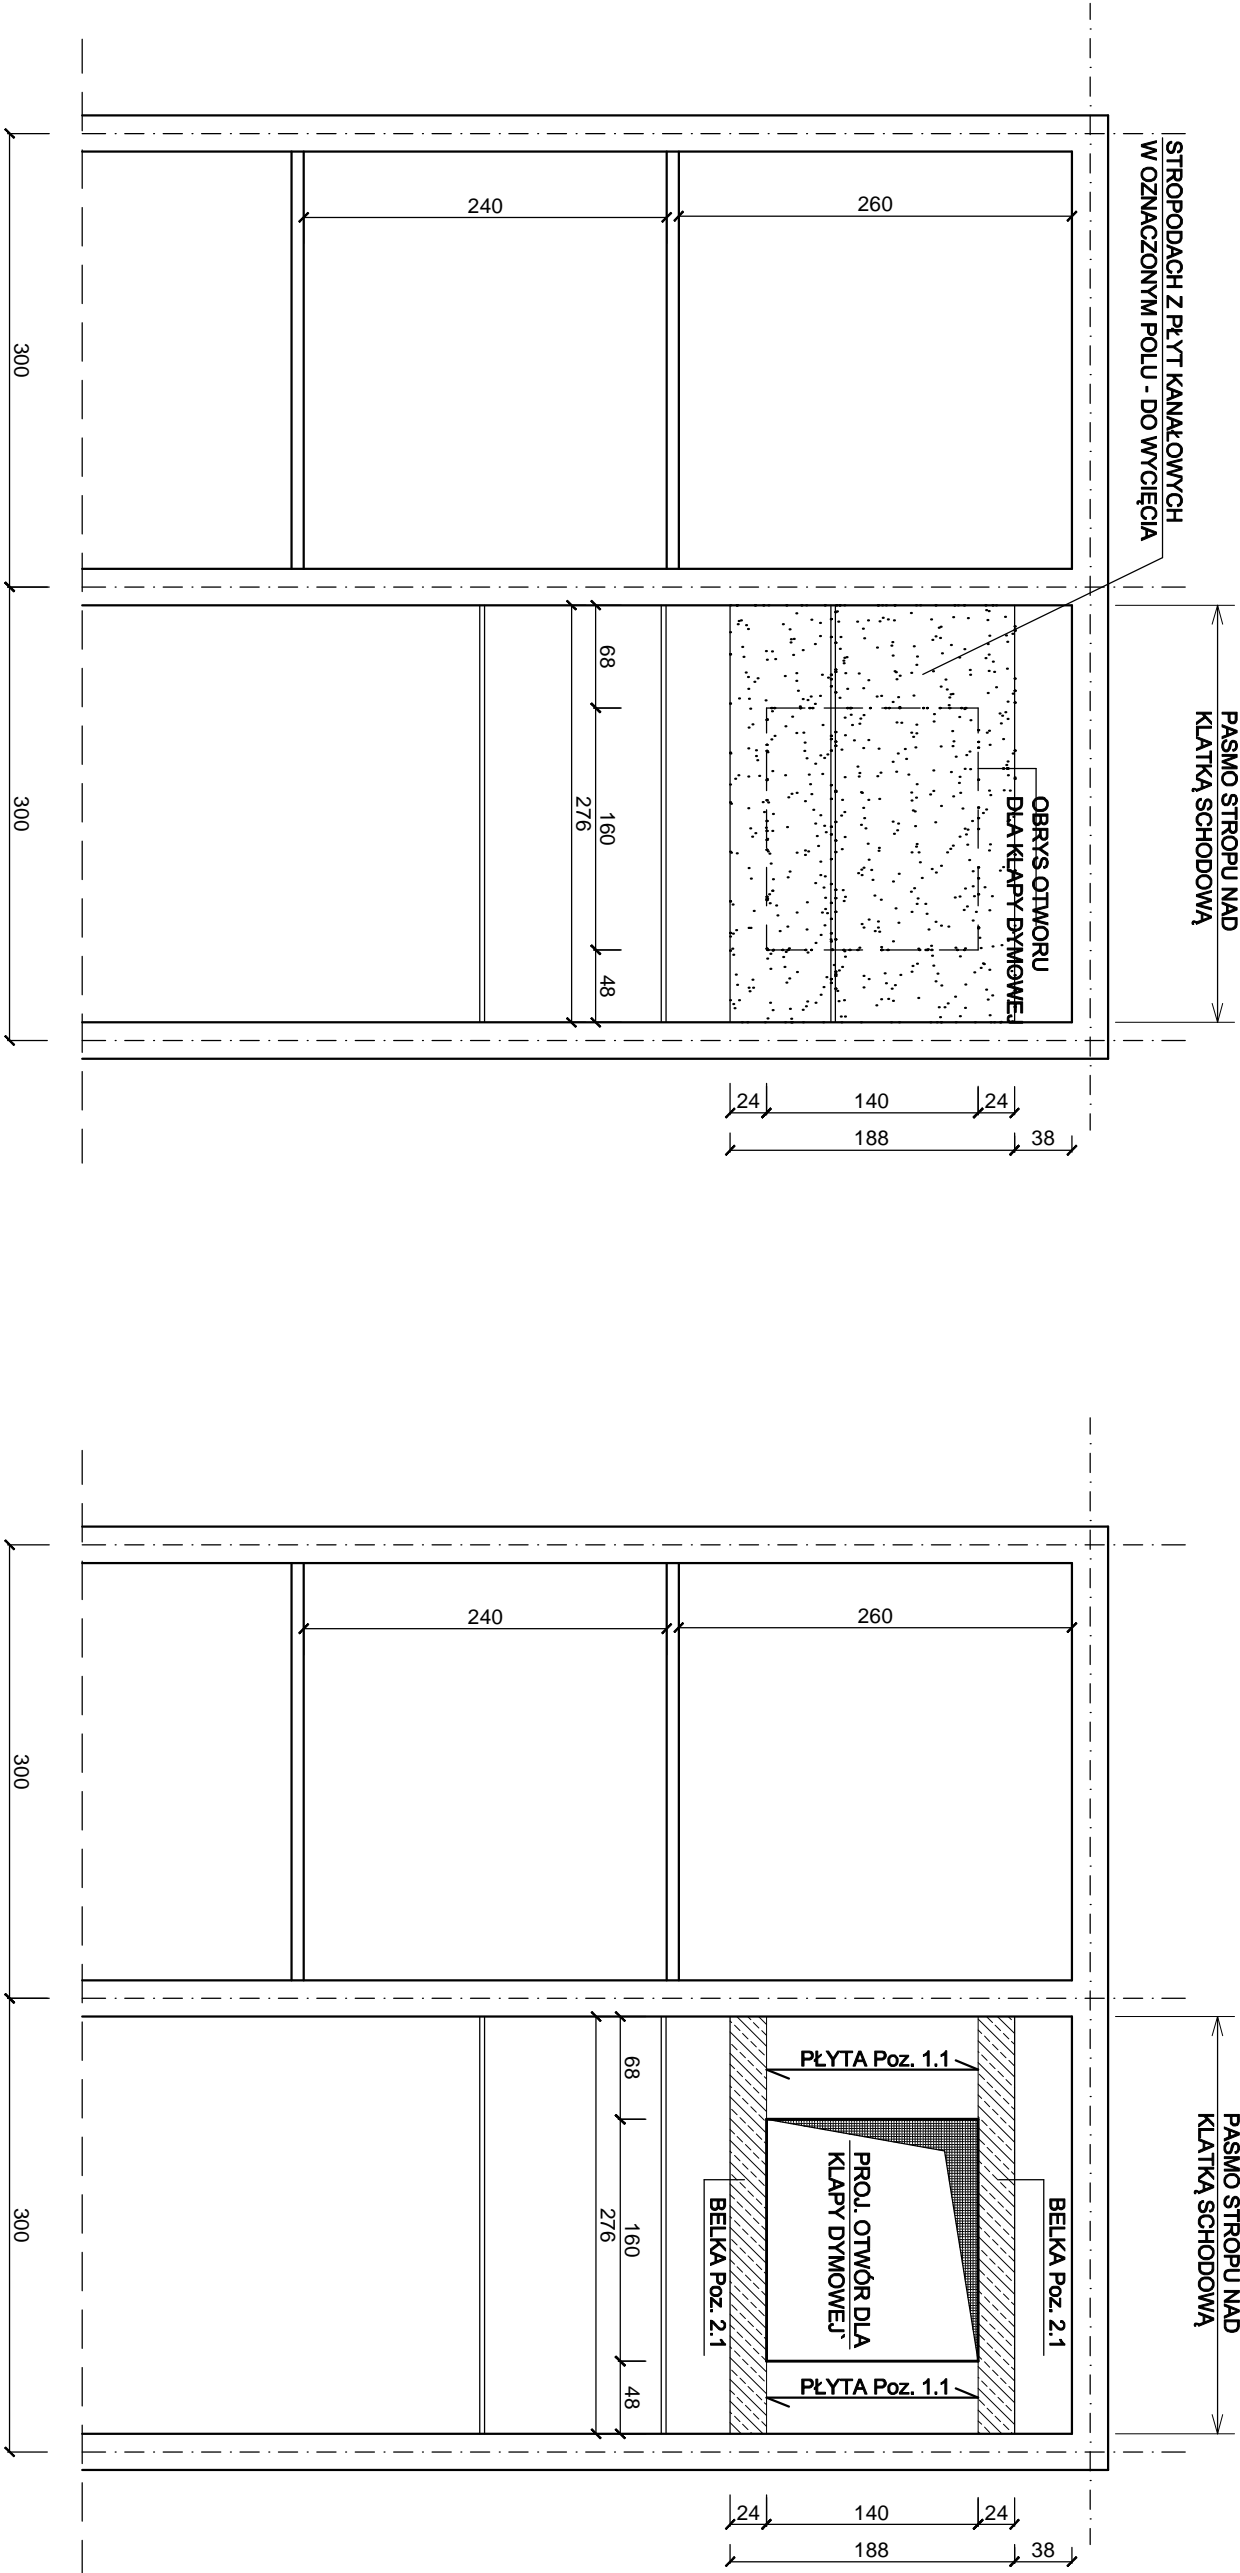 STROPODACH Z PŁYT KANAŁOWYCH
W OZNACZONYM POLU - DO WYCIĘCIA
PASMO STROPU NAD
KLATKĄ SCHODOWĄ
240
260
300
300
68
160
48
276
OBRYS OTWORU
DLA KLAPY DYMOWEJ
24
140
24
188
38
PASMO STROPU NAD
KLATKĄ SCHODOWĄ
240
260
300
300
68
160
48
276
PŁYTA Poz. 1.1
PROJ. OTWÓR DLA
KLAPY DYMOWEJ`
BELKA Poz. 2.1
BELKA Poz. 2.1
PŁYTA Poz. 1.1
24
140
24
188
38